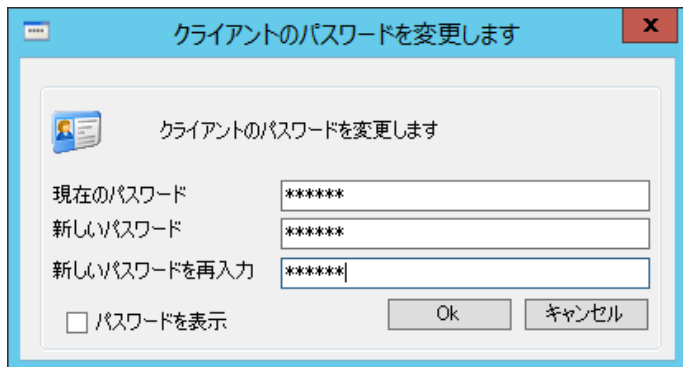 クライアントのパスワードを変更します
x
クライアントのパスワードを変更します
現在のパスワード ******
新しいパスワード ******
新しいパスワードを再入力 ******
パスワードを表示 Ok キャンセル